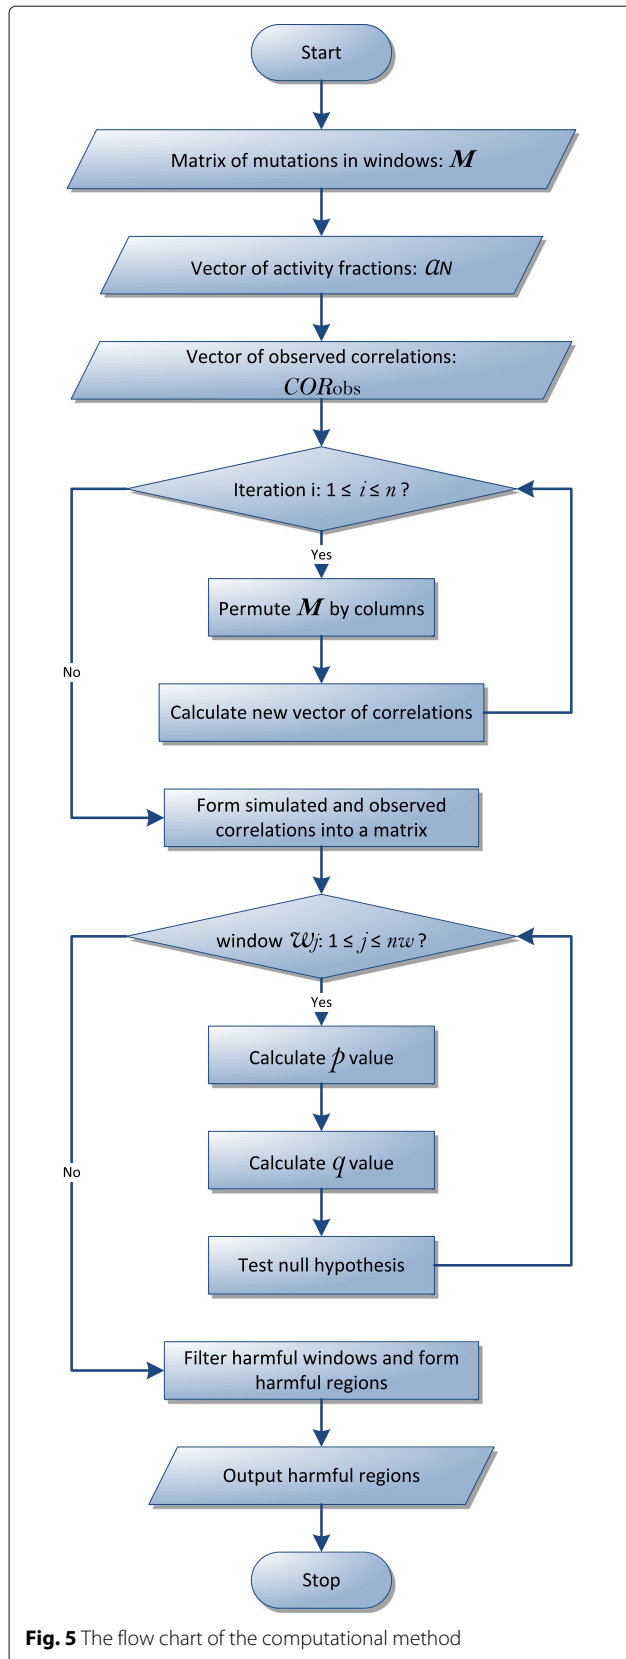 Start
Matrix of mutations in windows: M
Vector of activity fractions: aN
Vector of observed correlations:
CORobs
Iteration i: 1 ≤ i ≤ n ?
Yes
Permute M by columns
No
Calculate new vector of correlations
Form simulated and observed
correlations into a matrix
window wj: 1 ≤ j ≤ nw ?
Yes
Calculate p value
Calculate q value
No
Test null hypothesis
Filter harmful windows and form
harmful regions
Output harmful regions
Stop
Fig. 5 The flow chart of the computational method